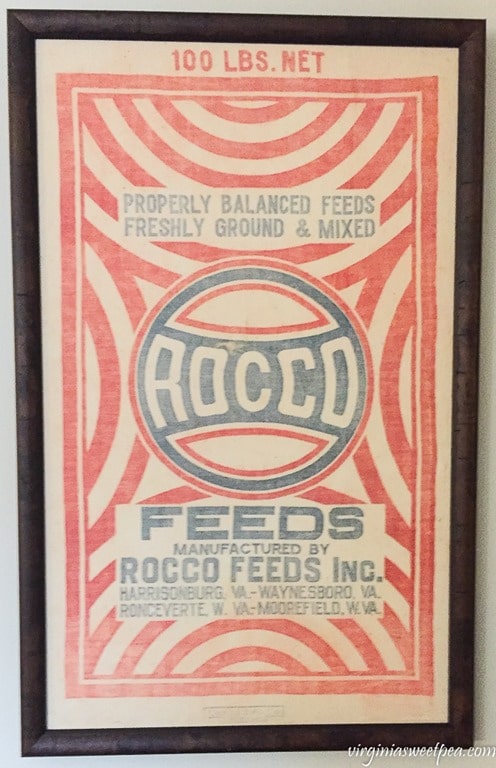 100 LBS. NET
PROPERLY BALANCED FEEDS
FRESHLY GROUND & MIXED
ROCCO
FEEDS
MANUFACTURED BY
ROCCO FEEDS INC.
HARRISONBURG, VA.-WAYNESBORO, VA.
RONCEVERTE, W. VA.-MOOREFIELD, W. VA.
virginiasweetpea.com